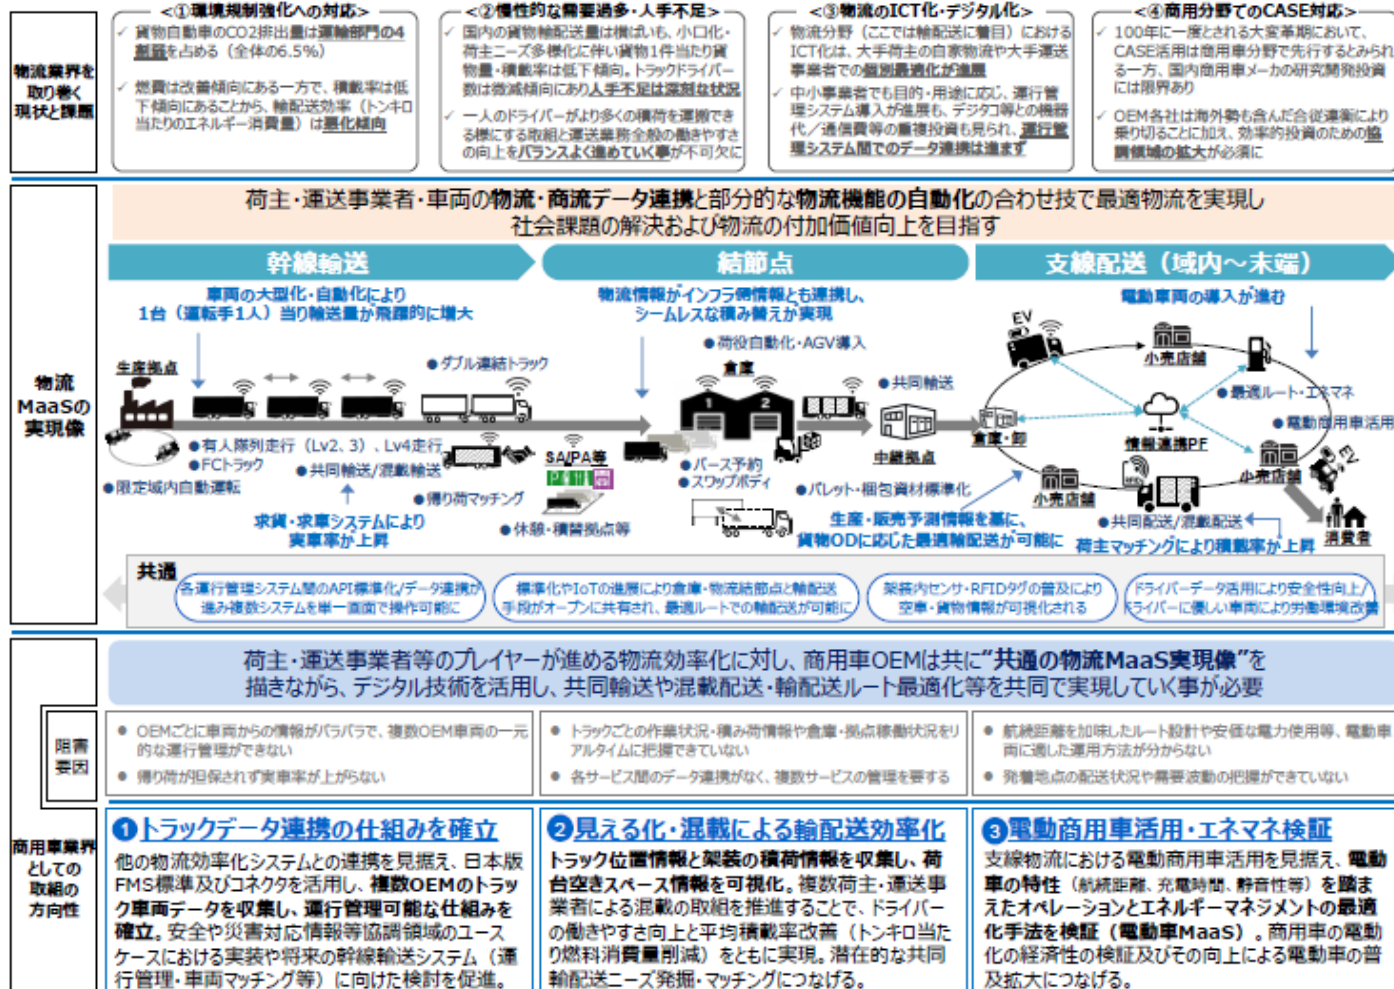 物流業界を
取り巻く
現状と課題
<①環境規制強化への対応>
✓ 貨物自動車のCO2排出量は運輸部門の4
割弱を占める（全体の6.5%）
✓ 燃費は改善傾向にある一方で、積載率は低
下傾向にあることから、輸配送効率（トンキロ
当たりのエネルギー消費量）は悪化傾向
<②慢性的な需要過多・人手不足>
✓ 国内の貨物輸配送量は横ばいも、小口化・
荷主ニーズ多様化に伴い貨物1件当たり貨
物量・積載率は低下傾向。トラックドライバー
数は微減傾向にあり人手不足は深刻な状況
✓ 一人のドライバーがより多くの積荷を運搬でき
る様にする取組と運送業務全般の働きやすさ
の向上をバランスよく進めていく事が不可欠に
<③物流のICT化・デジタル化>
✓ 物流分野（ここでは輸配送に着目）における
ICT化は、大手荷主の自家物流や大手運送
事業者での個別最適化が進展
✓ 中小事業者でも目的・用途に応じ、運行管
理システム導入が進展も、デジタコ等との機器
代／通信費等の重複投資も見られ、運行管
理システム間でのデータ連携は進まず
<④商用分野てのCASE対応>
✓ 100年に一度とされる大変革期において、
CASE活用は商用車分野で先行するとみられ
る一方、国内商用車メーカの研究開発投資
には限界あり
✓ OEM各社は海外勢も含んだ合従連衡により
乗り切ることに加え、効率的投資のための協
調領域の拡大が必須に
物流
MaaSの
実現像
荷主・運送事業者・車両の物流・商流データ連携と部分的な物流機能の自動化の合わせ技で最適物流を実現し
社会課題の解決および物流の付加価値向上を目指す
幹線輸送
結節点
支線配送（域内～末端）
車両の大型化・自動化により
1台（運転手1人）当り輸送量が飛躍的に増大
物流情報がインフラ側情報とも連携し、
シームレスな積み替えが実現
電動車両の導入が進む
生産拠点
●ダブル連結トラック
●有人隊列走行（Lv2、3）、Lv4走行
●FCトラック
●共同輸送/混載輸送
●限定域内自動運転
●帰り荷マッチング
求貨・求車システムにより
実車率が上昇
SA/PA等
●休憩・積替拠点等
●荷役自動化・AGV導入
倉庫
1
2
●共同輸送
●バース予約
●スワップボディ
中継拠点
●パレット・梱包資材標準化
生産・販売予測情報を基に、
貨物ODに応じた最適輸配送が可能に
EV
小売店舗
●最適ルート・エネマネ
●電動商用車活用
倉庫・卸
情報連携PF
小売店舗
小売店舗
EV
●共同配送/混載配送
荷主マッチングにより積載率が上昇
消費者
共通
各運行管理システム間のAPI標準化/データ連携が
進み複数システムを単一画面で操作可能に
標準化やIoTの進展により倉庫・物流結節点と輸配送
手段がオープンに共有され、最適ルートでの輸配送が可能に
架装内センサ・RFIDタグの普及により
空車・貨物情報が可視化される
ドライバーデータ活用により安全性向上/
ドライバーに優しい車両により労働環境改善
荷主・運送事業者等のプレイヤーが進める物流効率化に対し、商用車OEMは共に“共通の物流MaaS実現像”を
描きながら、デジタル技術を活用し、共同輸送や混載配送・輸配送ルート最適化等を共同で実現していく事が必要
阻害
要因
● OEMごとに車両からの情報がバラバラで、複数OEM車両の一元
的な運行管理ができない
● 帰り荷が担保されず実車率が上がらない
● トラックごとの作業状況・積み荷情報や倉庫・拠点稼働状況をリ
アルタイムに把握できていない
● 各サービス間のデータ連携がなく、複数サービスの管理を要する
● 航続距離を加味したルート設計や安価な電力使用等、電動車
両に適した運用方法が分からない
● 発着地点の配送状況や需要波動の把握ができていない
商用車業界
としての
取組の
方向性
❶トラックデータ連携の仕組みを確立
他の物流効率化システムとの連携を見据え、日本版
FMS標準及びコネクタを活用し、複数OEMのトラッ
ク車両データを収集し、運行管理可能な仕組みを
確立。安全や災害対応情報等協調領域のユース
ケースにおける実装や将来の幹線輸送システム（運
行管理・車両マッチング等）に向けた検討を促進。
❷見える化・混載による輸配送効率化
トラック位置情報と架装の積荷情報を収集し、荷
台空きスペース情報を可視化。複数荷主・運送事
業者による混載の取組を推進することで、ドライバー
の働きやすさ向上と平均積載率改善（トンキロ当た
り燃料消費量削減）をともに実現。潜在的な共同
輸配送ニーズ発掘・マッチングにつなげる。
❸電動商用車活用・エネマネ検証
支線物流における電動商用車活用を見据え、電動
車の特性（航続距離、充電時間、静音性等）を踏ま
えたオペレーションとエネルギーマネジメントの最適
化手法を検証（電動車MaaS）。商用車の電動
化の経済性の検証及びその向上による電動車の普
及拡大につなげる。